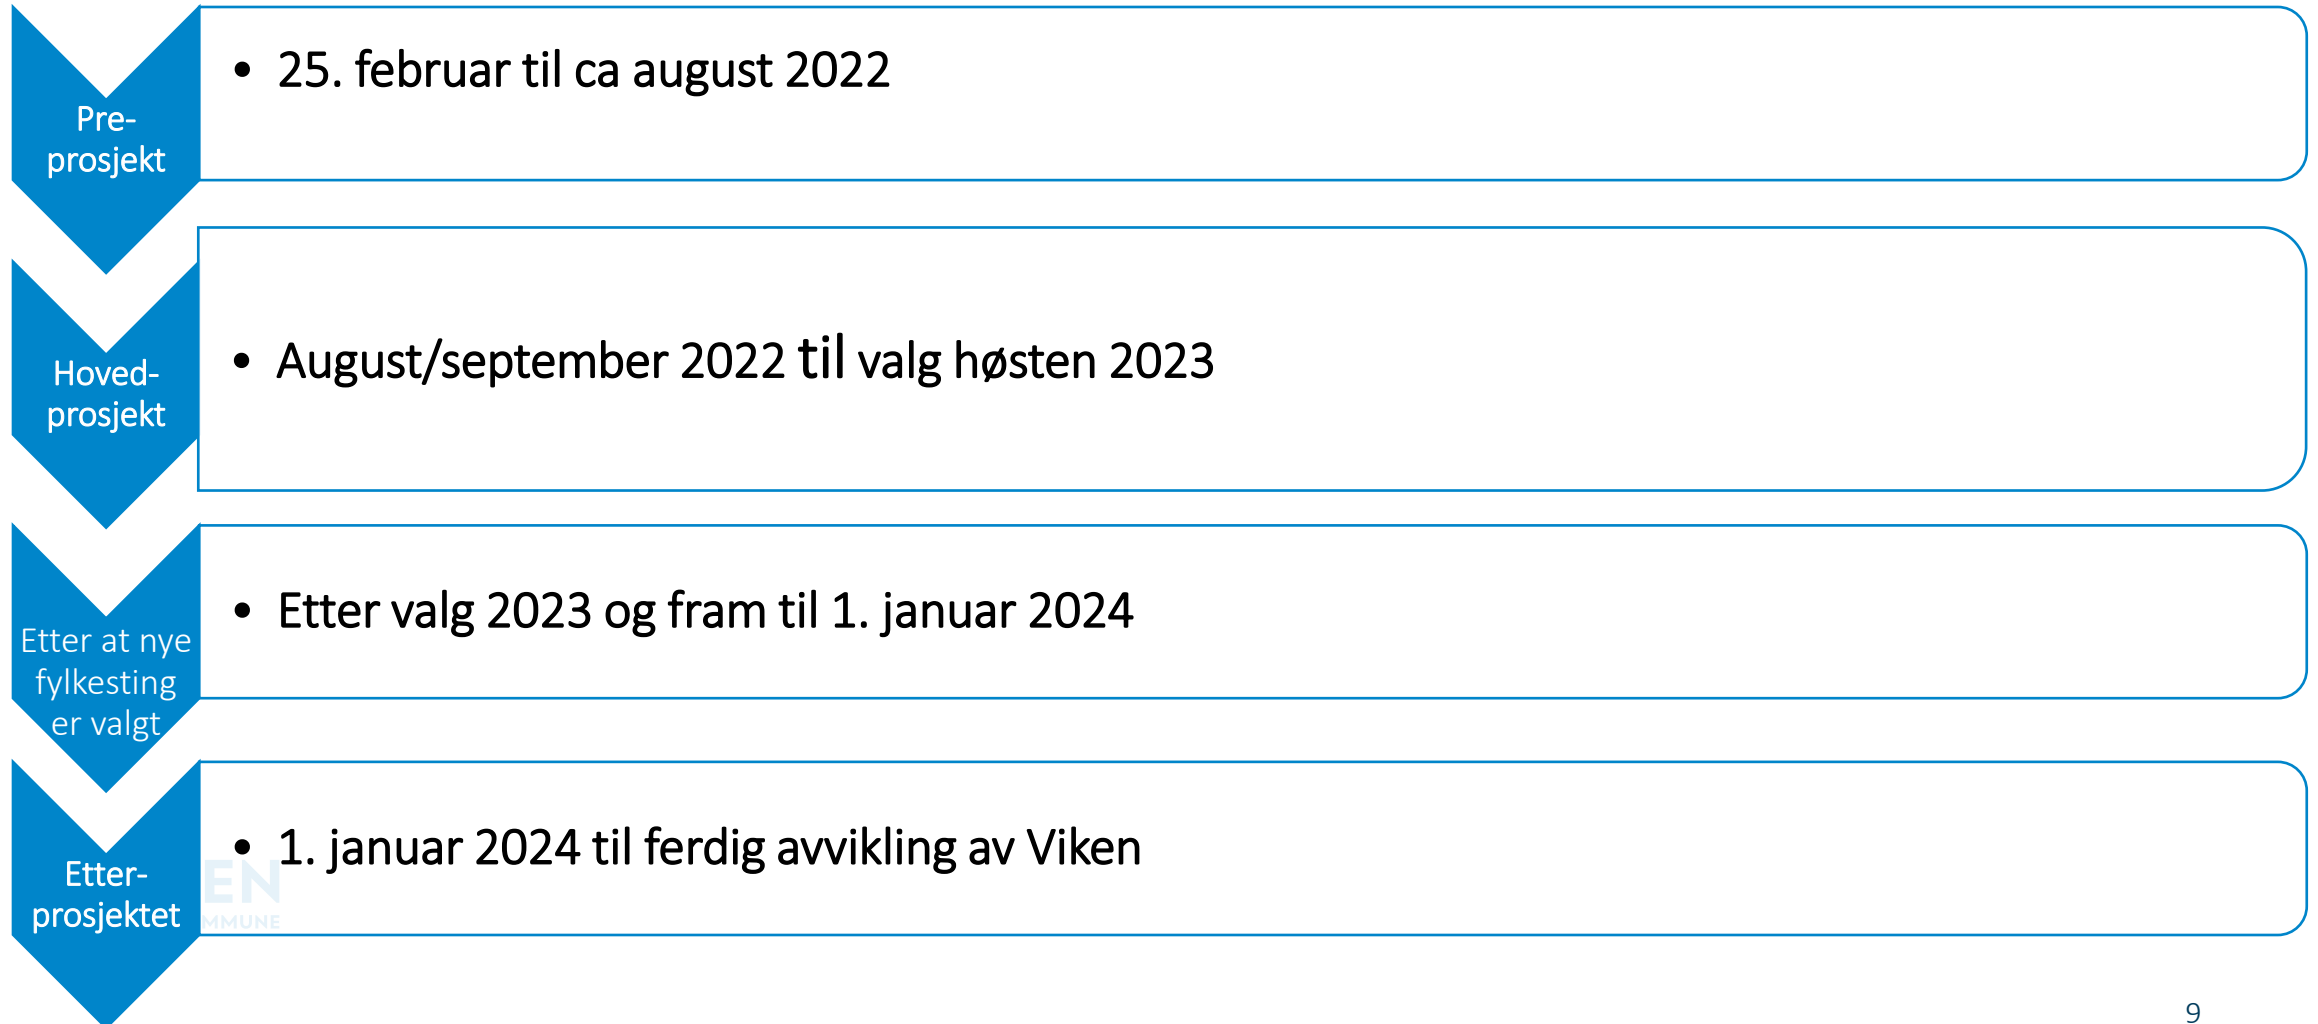 Pre-
prosjekt
• 25. februar til ca august 2022
Hoved-
prosjekt
• August/september 2022 til valg høsten 2023
Etter at nye
fylkesting
er valgt
• Etter valg 2023 og fram til 1. januar 2024
Etter-
prosjektet
• 1. januar 2024 til ferdig avvikling av Viken
EN
MMUNE
9